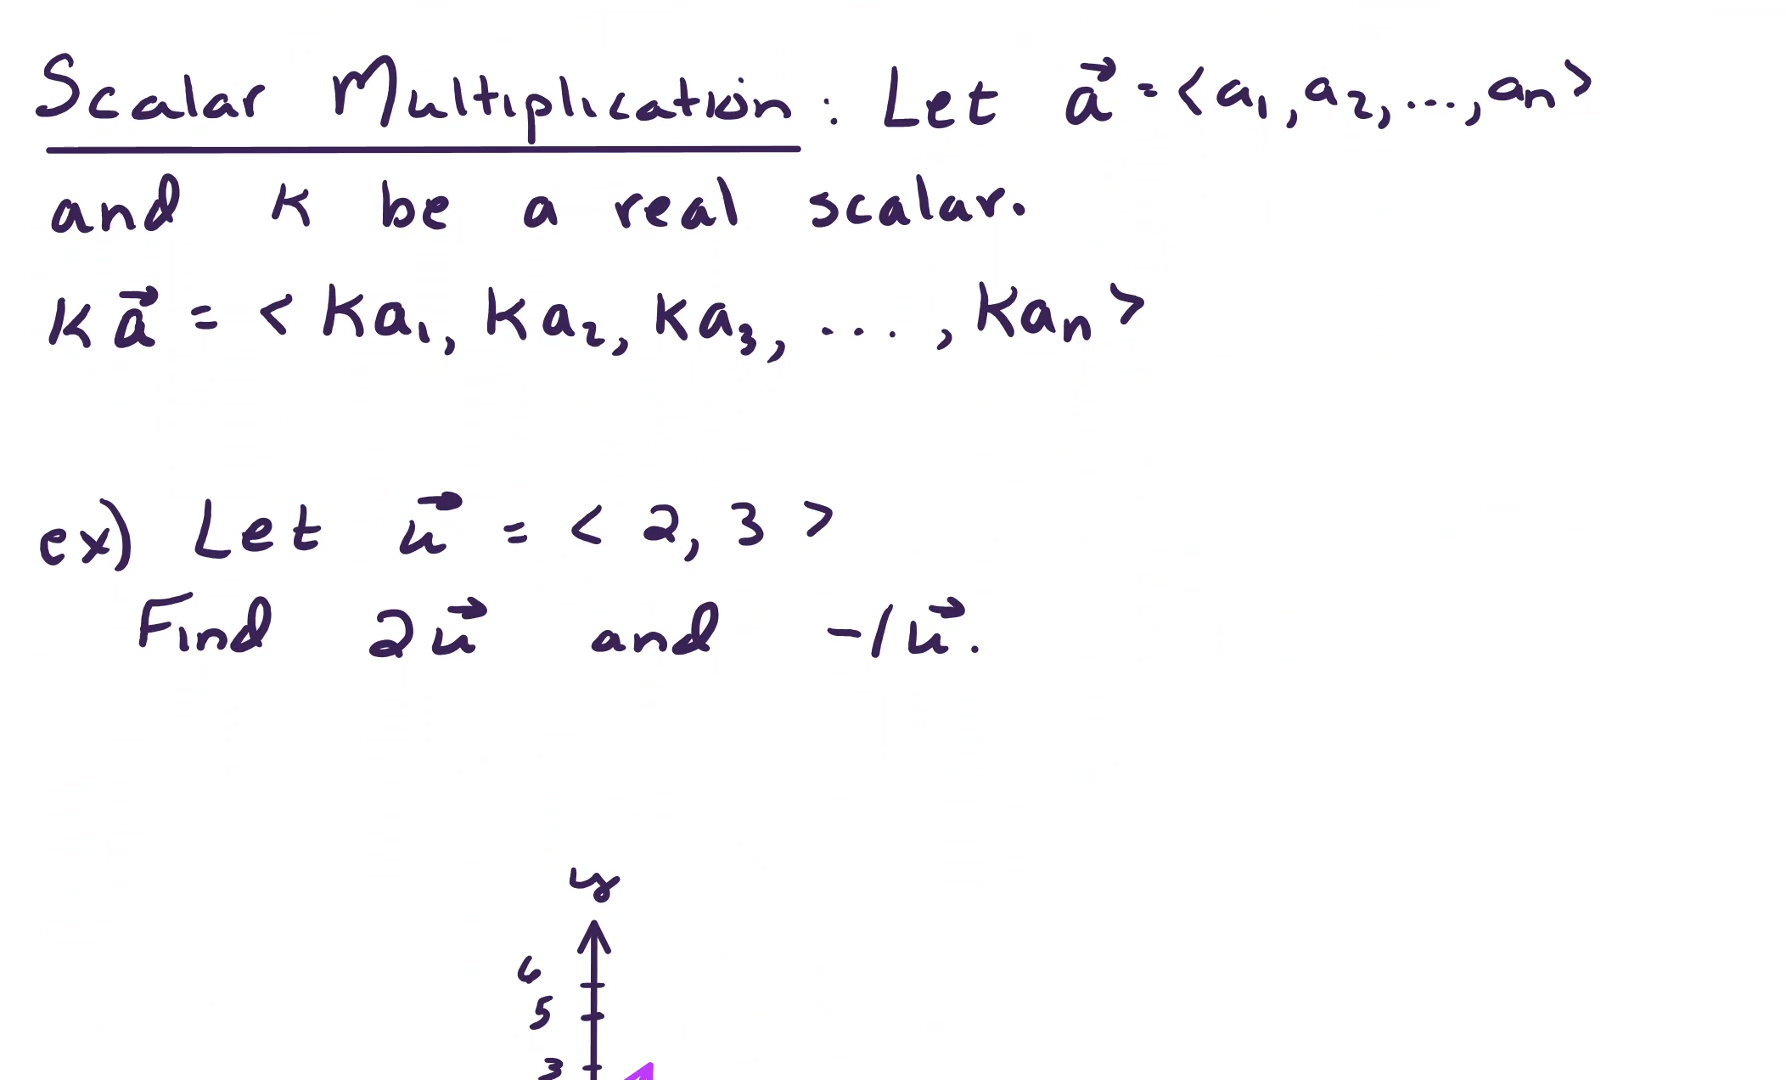 Scalar Multiplication: Let a⃗ = <a₁, a₂, ..., aₙ>
and k be a real scalar.
k a⃗ = < ka₁, ka₂, ka₃, ..., kaₙ >
ex) Let u⃗ = < 2, 3 >
Find 2u⃗ and -1u⃗.
y
6
5
3